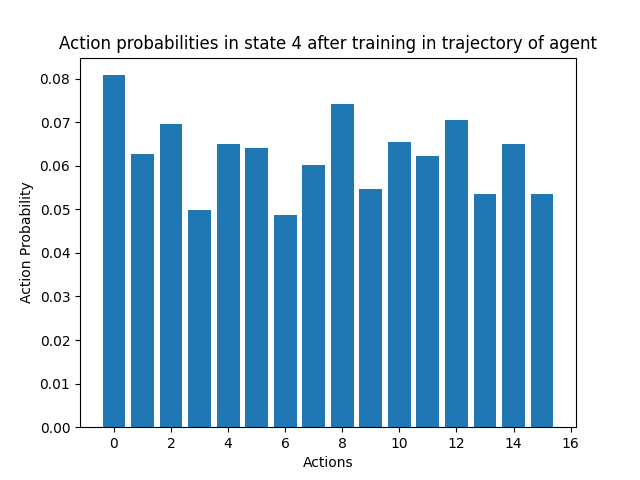 Action probabilities in state 4 after training in trajectory of agent
0.08
0.07
0.06
0.05
0.04
0.03
0.02
0.01
0.00
Action Probability
0 2 4 6 8 10 12 14 16
Actions